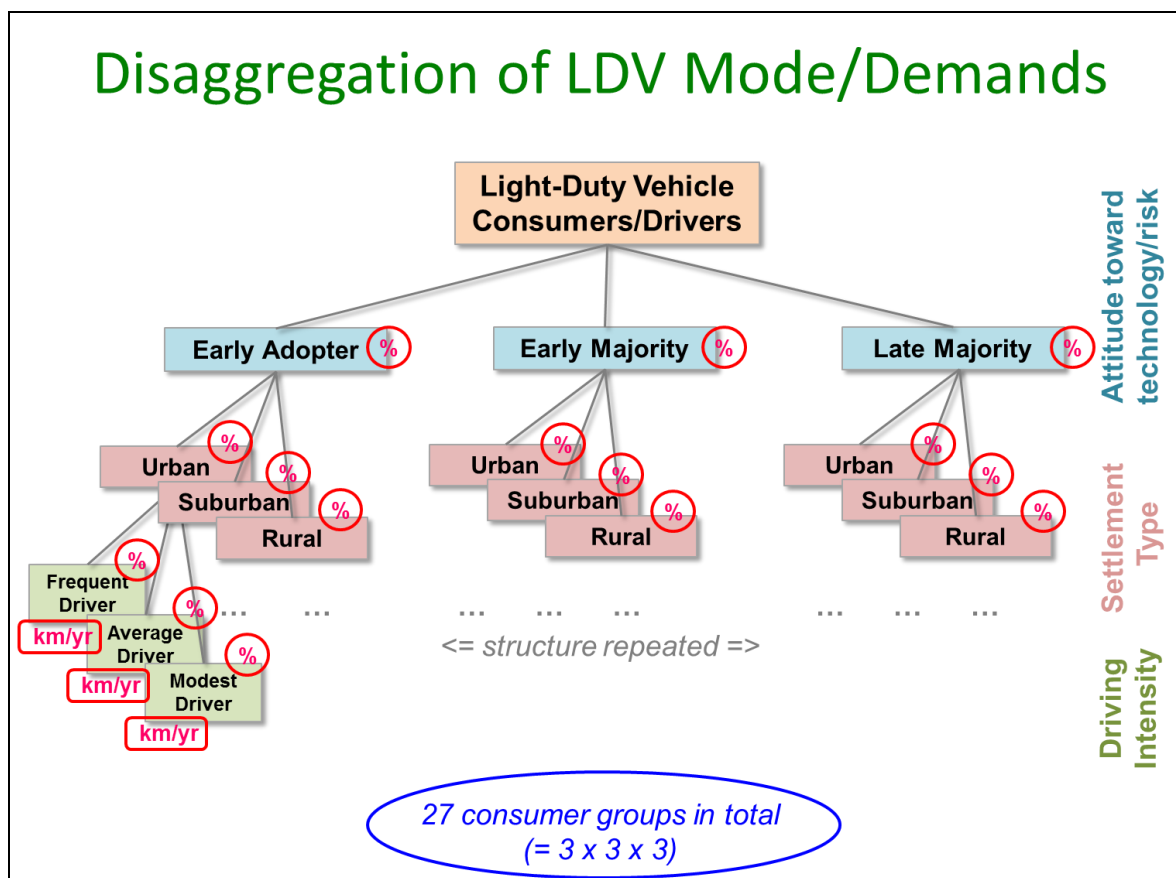 Disaggregation of LDV Mode/Demands
Light-Duty Vehicle
Consumers/Drivers
Attitude toward
technology/risk
Early Adopter
%
Early Majority
%
Late Majority
%
Urban
%
Suburban
%
Rural
%
Urban
%
Suburban
%
Rural
%
Urban
%
Suburban
%
Rural
%
Settlement
Type
Frequent
Driver
%
km/yr
Average
Driver
%
km/yr
Modest
Driver
%
km/yr
... ... ... ... ... ... ... ...
<= structure repeated =>
Driving
Intensity
27 consumer groups in total
(= 3 x 3 x 3)